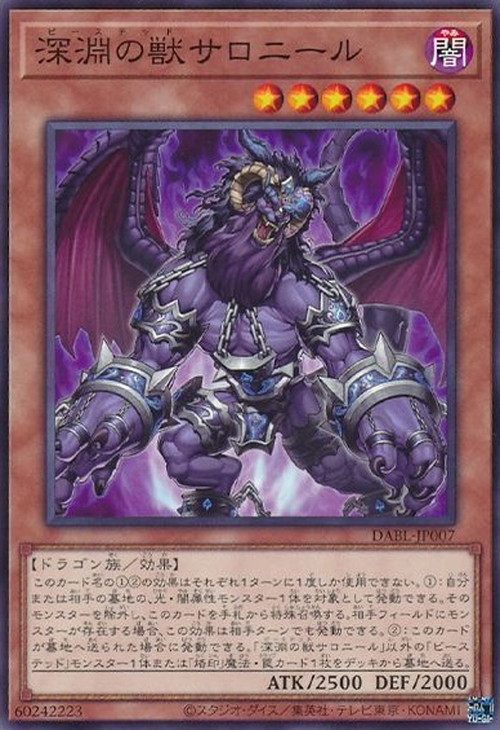 ビーステッド
深淵の獣サロニール
やみ
闇
DABL-JP007
【ドラゴン族／効果】
このカード名の①②の効果はそれぞれ1ターンに1度しか使用できない。①：自分
または相手の墓地の、光・闇属性モンスター1体を対象として発動できる。その
モンスターを除外し、このカードを手札から特殊召喚する。相手フィールドにモン
スターが存在する場合、この効果は相手ターンでも発動できる。②：このカード
が墓地へ送られた場合に発動できる。「深淵の獣サロニール」以外の「ビース
テッド」モンスター1体または「烙印」魔法・罠カード1枚をデッキから墓地へ送る。
ATK/2500 DEF/2000
60242223
©スタジオ・ダイス／集英社・テレビ東京・KONAMI